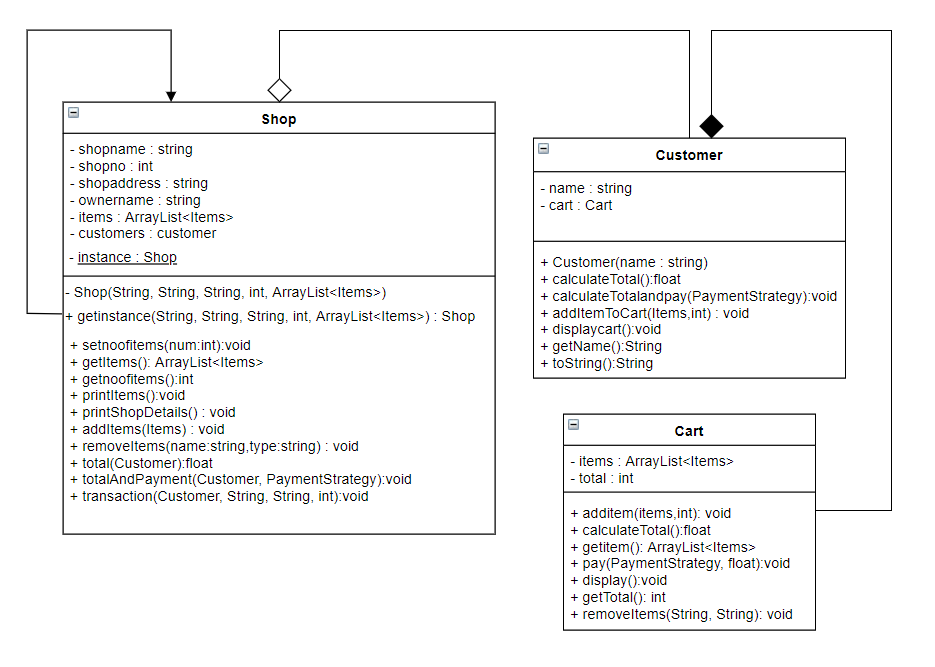 Shop
- shopname : string
- shopno : int
- shopaddress : string
- ownername : string
- items : ArrayList<Items>
- customers : customer
- instance : Shop
- Shop(String, String, String, int, ArrayList<Items>)
+ getinstance(String, String, String, int, ArrayList<Items>) : Shop
+ setnoofitems(num:int):void
+ getItems(): ArrayList<Items>
+ getnoofitems():int
+ printItems():void
+ printShopDetails() : void
+ addItems(Items) : void
+ removeItems(name:string,type:string) : void
+ total(Customer):float
+ totalAndPayment(Customer, PaymentStrategy):void
+ transaction(Customer, String, String, int):void
Customer
- name : string
- cart : Cart
+ Customer(name : string)
+ calculateTotal():float
+ calculateTotalandpay(PaymentStrategy):void
+ addItemToCart(Items,int) : void
+ displaycart():void
+ getName():String
+ toString():String
Cart
- items : ArrayList<Items>
- total : int
+ additem(items,int): void
+ calculateTotal():float
+ getitem(): ArrayList<Items>
+ pay(PaymentStrategy, float):void
+ display():void
+ getTotal(): int
+ removeItems(String, String): void